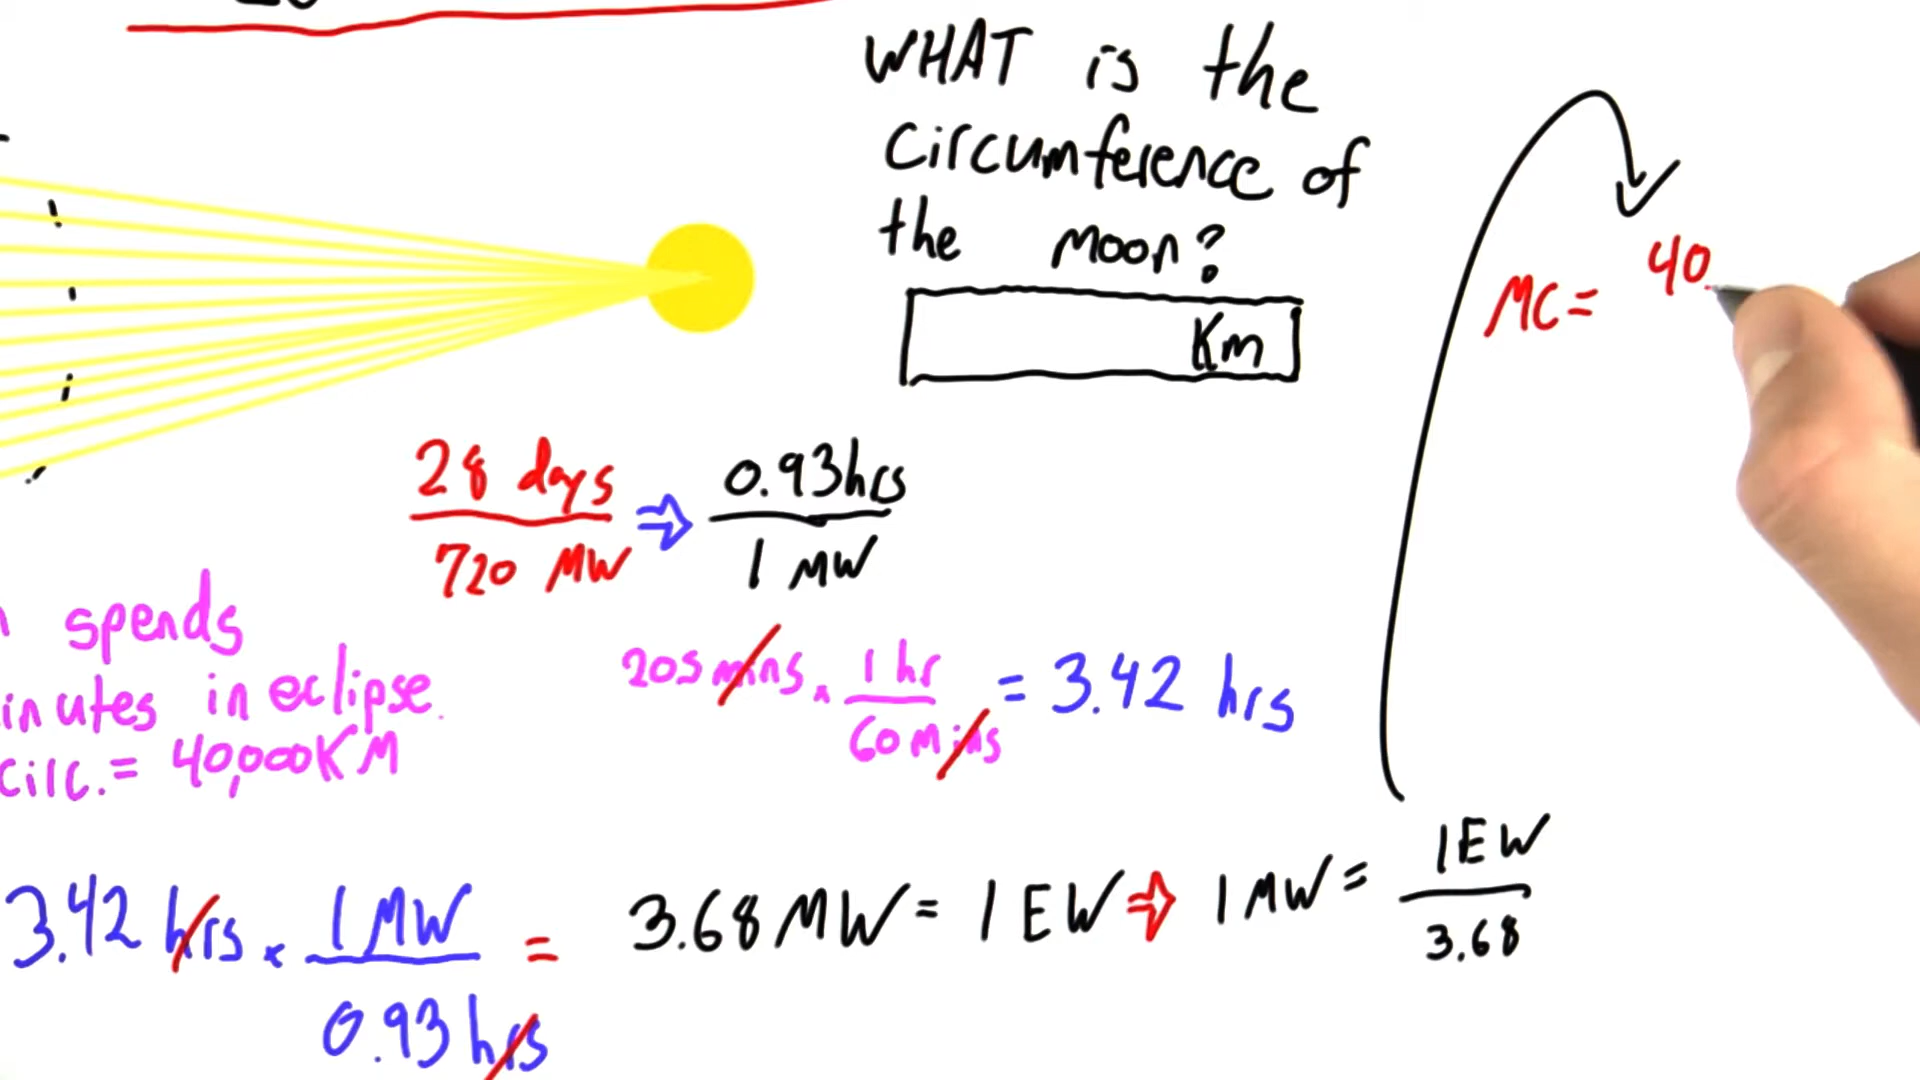 WHAT is the
circumference of
the moon?
Km
MC = 40
28 days
720 MW
⇒
0.93hrs
1 MW
spends
inutes in eclipse.
circ. = 40,000KM
205 mins × 1 hr
60 mins
= 3.42 hrs
3.42 hrs × 1 MW
0.93 hrs
= 3.68 MW = 1 EW ⇒ 1 MW = 1EW
3.68